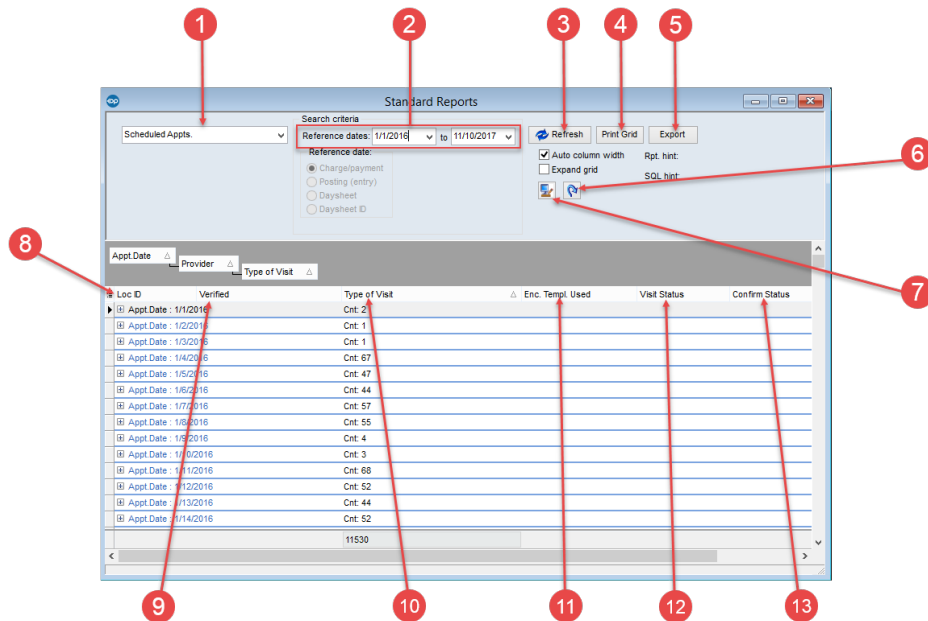 1
2
3
4
5
Standard Reports
Scheduled Appts.
Search criteria
Reference dates: 1/1/2016 to 11/10/2017
Reference date:
Charge/payment
Posting (entry)
Daysheet
Daysheet ID
Refresh
Print Grid
Export
Auto column width
Rpt. hint:
Expand grid
SQL hint:
6
7
8
Appt.Date
Provider
Type of Visit
Loc ID Verified Type of Visit Enc. Templ. Used Visit Status Confirm Status
Appt.Date : 1/1/2016 Cnt: 2
Appt.Date : 1/2/2016 Cnt: 1
Appt.Date : 1/3/2016 Cnt: 1
Appt.Date : 1/4/2016 Cnt: 67
Appt.Date : 1/5/2016 Cnt: 47
Appt.Date : 1/6/2016 Cnt: 44
Appt.Date : 1/7/2016 Cnt: 57
Appt.Date : 1/8/2016 Cnt: 55
Appt.Date : 1/9/2016 Cnt: 4
Appt.Date : 1/10/2016 Cnt: 3
Appt.Date : 1/11/2016 Cnt: 68
Appt.Date : 1/12/2016 Cnt: 52
Appt.Date : 1/13/2016 Cnt: 44
Appt.Date : 1/14/2016 Cnt: 52
11530
9
10
11
12
13